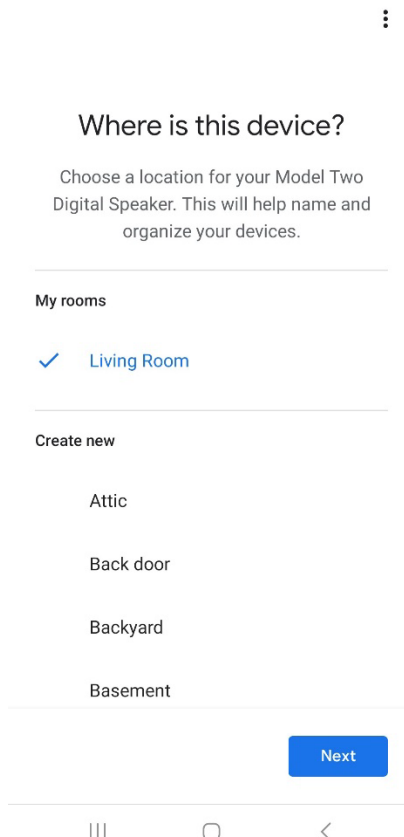 Where is this device?
Choose a location for your Model Two
Digital Speaker. This will help name and
organize your devices.
My rooms
Living Room
Create new
Attic
Back door
Backyard
Basement
Next